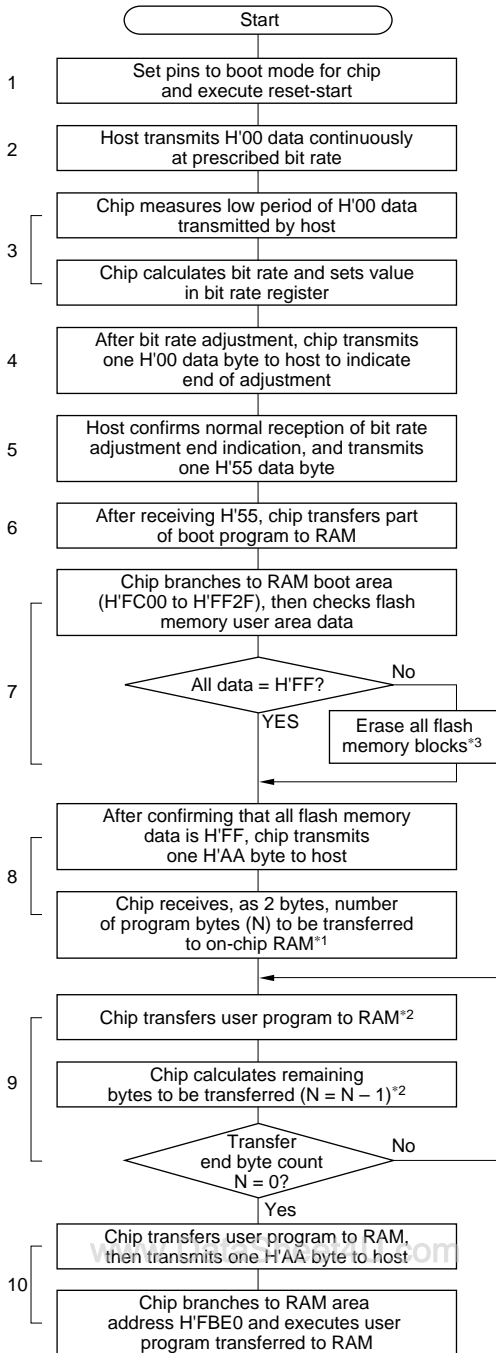 Start
1
Set pins to boot mode for chip
and execute reset-start
2
Host transmits H'00 data continuously
at prescribed bit rate
3
Chip measures low period of H'00 data
transmitted by host
Chip calculates bit rate and sets value
in bit rate register
4
After bit rate adjustment, chip transmits
one H'00 data byte to host to indicate
end of adjustment
5
Host confirms normal reception of bit rate
adjustment end indication, and transmits
one H'55 data byte
6
After receiving H'55, chip transfers part
of boot program to RAM
7
Chip branches to RAM boot area
(H'FC00 to H'FF2F), then checks flash
memory user area data
All data = H'FF?
No
YES
Erase all flash
memory blocks*3
8
After confirming that all flash memory
data is H'FF, chip transmits
one H'AA byte to host
Chip receives, as 2 bytes, number
of program bytes (N) to be transferred
to on-chip RAM*1
9
Chip transfers user program to RAM*2
Chip calculates remaining
bytes to be transferred (N = N – 1)*2
Transfer
end byte count
N = 0?
No
Yes
10
Chip transfers user program to RAM,
then transmits one H'AA byte to host
www.DataSheet4U.com
Chip branches to RAM area
address H'FBE0 and executes user
program transferred to RAM